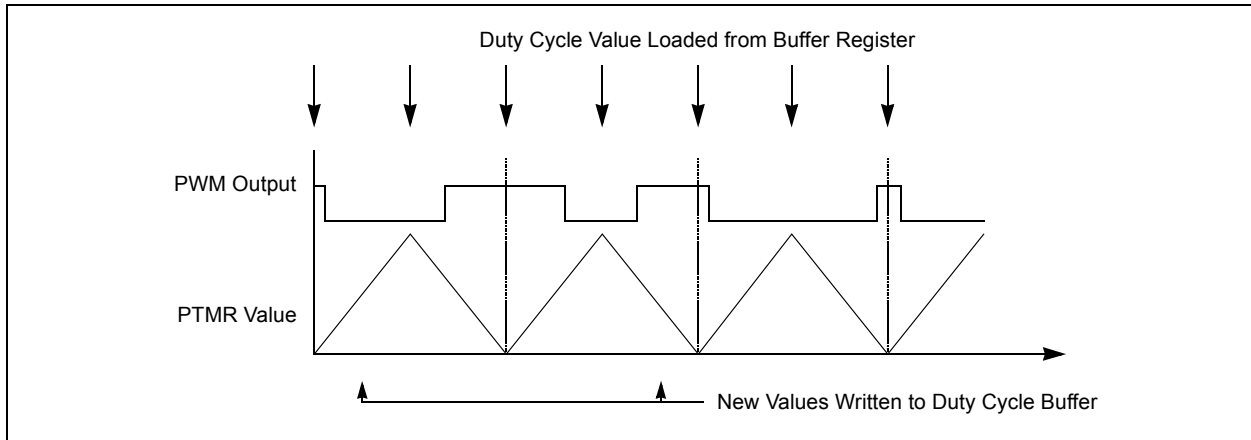 Duty Cycle Value Loaded from Buffer Register
PWM Output
PTMR Value
New Values Written to Duty Cycle Buffer